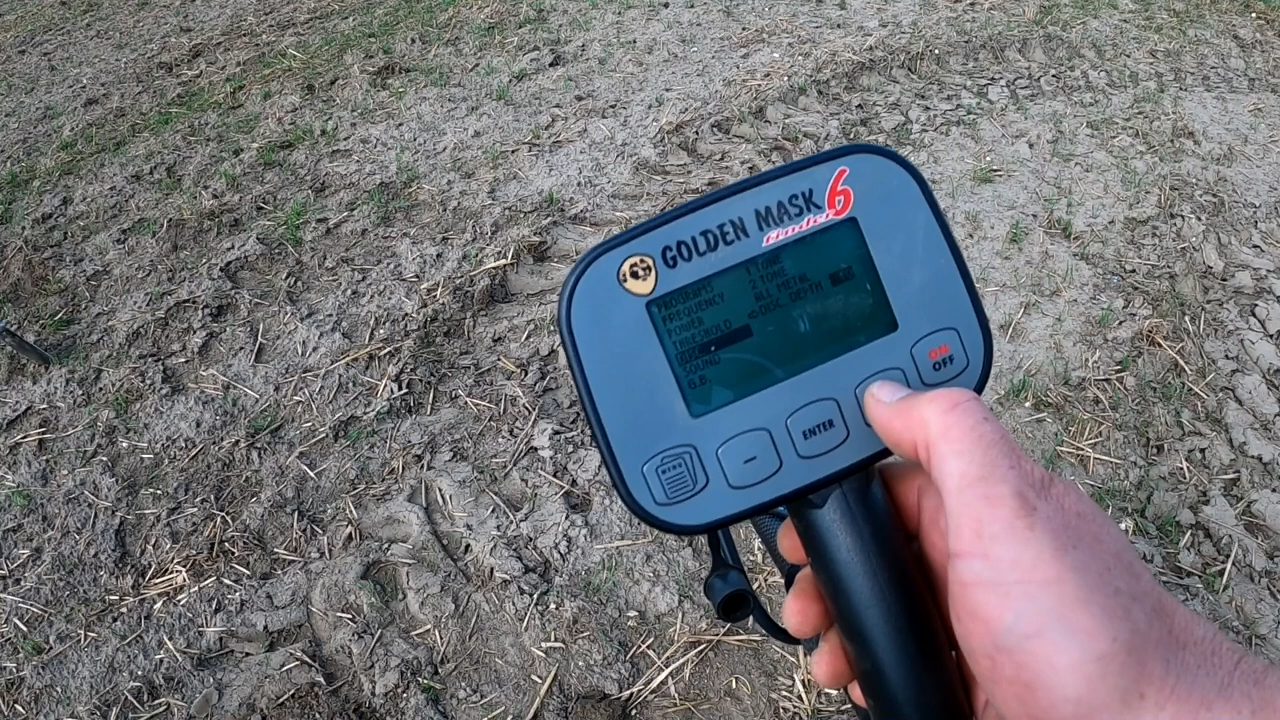 GOLDEN MASK 6
finder
PROGRAMS
FREQUENCY
POWER
THRESHOLD
SOUND
G.B.
1 TONE
2 TONE
ALL METAL
DISC. DEPTH
MENU
-
ENTER
ON
OFF